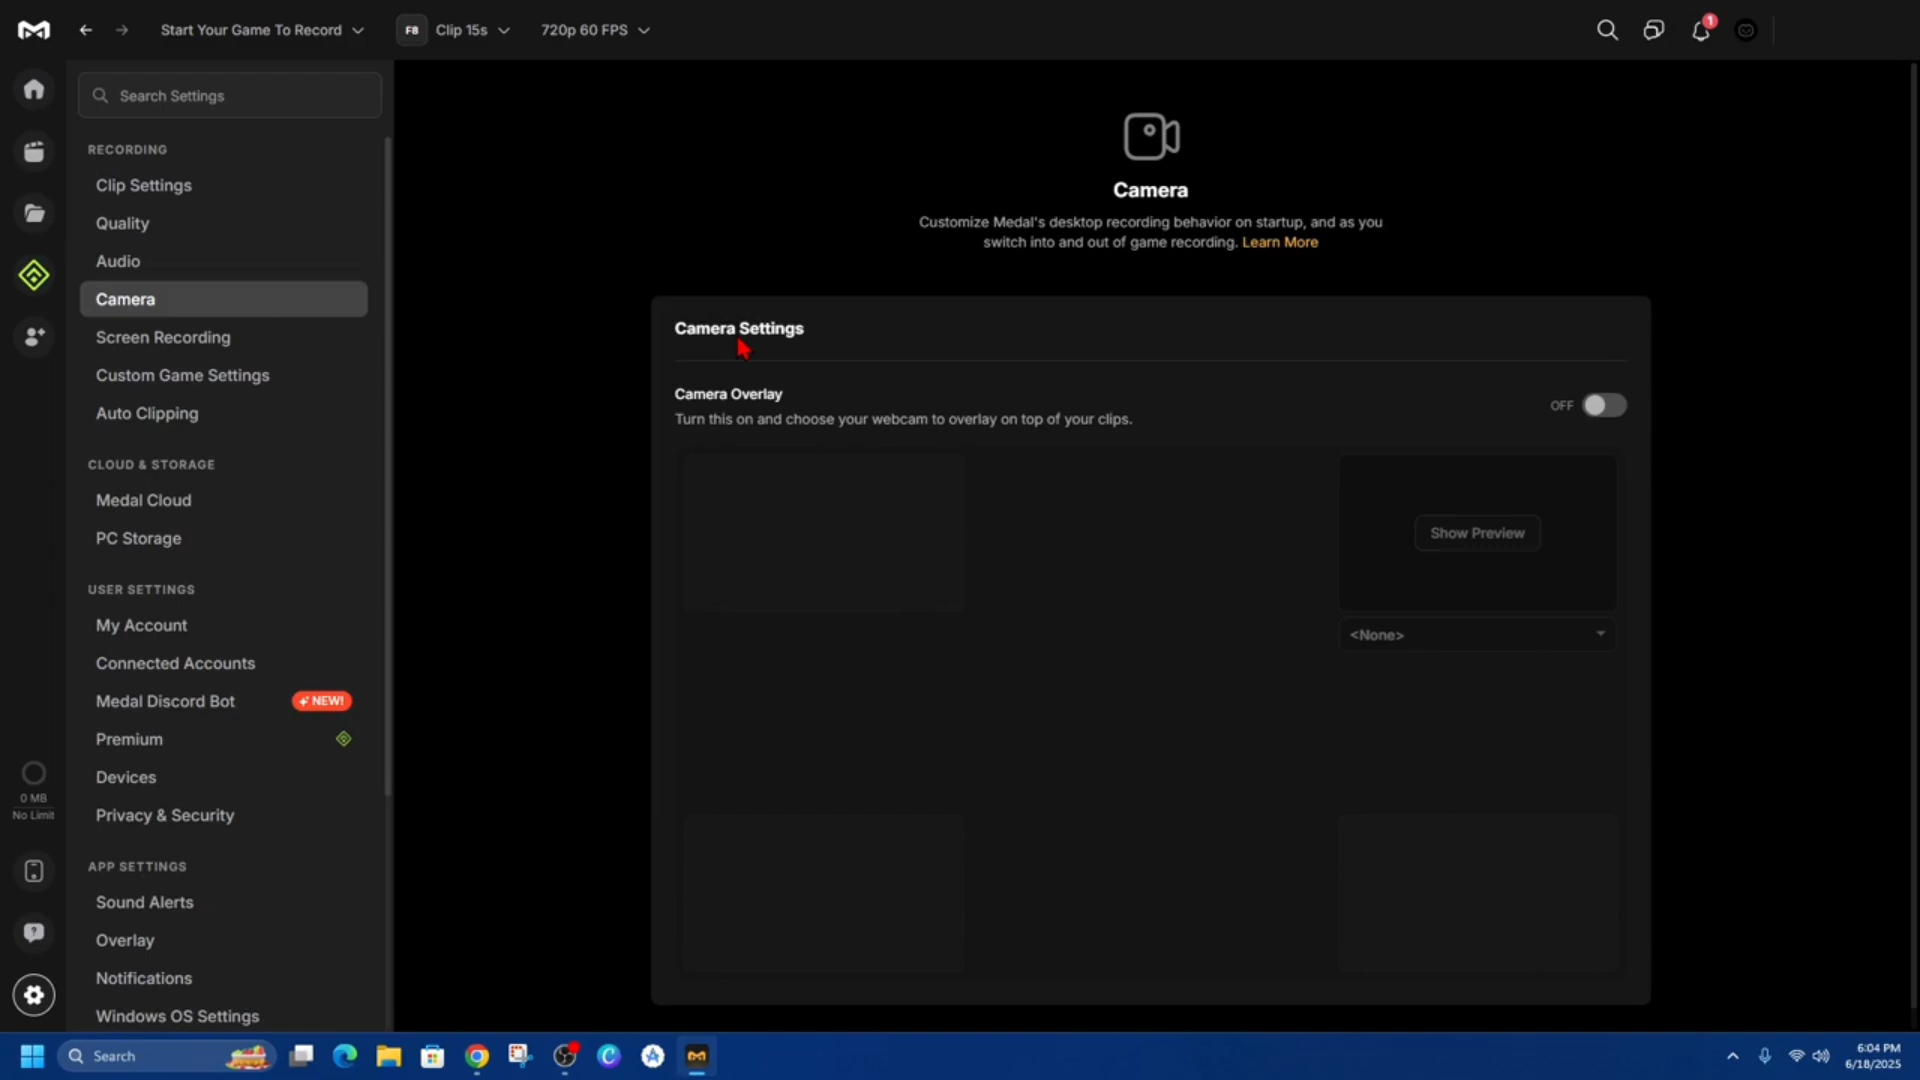 Start Your Game To Record
F8 Clip 15s
720p 60 FPS
1
Search Settings
RECORDING
Clip Settings
Quality
Audio
Camera
Screen Recording
Custom Game Settings
Auto Clipping
CLOUD & STORAGE
Medal Cloud
PC Storage
USER SETTINGS
My Account
Connected Accounts
Medal Discord Bot NEW!
Premium
Devices
Privacy & Security
APP SETTINGS
Sound Alerts
Overlay
Notifications
Windows OS Settings
0 MB
No Limit
Camera
Customize Medal's desktop recording behavior on startup, and as you
switch into and out of game recording. Learn More
Camera Settings
Camera Overlay
Turn this on and choose your webcam to overlay on top of your clips.
OFF
Show Preview
<None>
Search
6:04 PM
6/18/2025